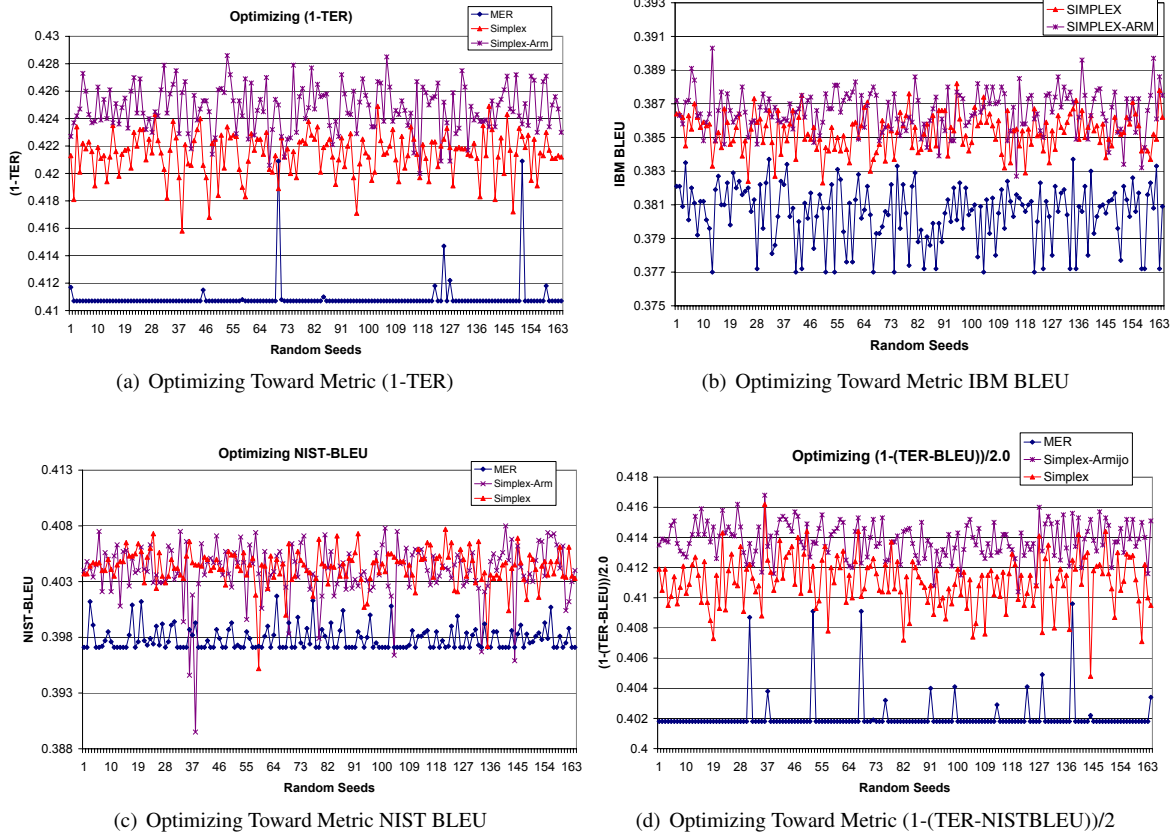 Optimizing (1-TER)
MER
Simplex
Simplex-Arm
(1-TER)
0.43
0.428
0.426
0.424
0.422
0.42
0.418
0.416
0.414
0.412
0.41
1 10 19 28 37 46 55 64 73 82 91 100 109 118 127 136 145 154 163
Random Seeds
(a) Optimizing Toward Metric (1-TER)
SIMPLEX
SIMPLEX-ARM
IBM BLEU
0.393
0.391
0.389
0.387
0.385
0.383
0.381
0.379
0.377
0.375
1 10 19 28 37 46 55 64 73 82 91 100 109 118 127 136 145 154 163
Random Seeds
(b) Optimizing Toward Metric IBM BLEU
Optimizing NIST-BLEU
MER
Simplex-Arm
Simplex
NIST-BLEU
0.413
0.408
0.403
0.398
0.393
0.388
1 10 19 28 37 46 55 64 73 82 91 100 109 118 127 136 145 154 163
Random Seeds
(c) Optimizing Toward Metric NIST BLEU
Optimizing (1-(TER-BLEU))/2.0
MER
Simplex-Armijo
Simplex
(1-(TER-BLEU))/2.0
0.418
0.416
0.414
0.412
0.41
0.408
0.406
0.404
0.402
0.4
1 10 19 28 37 46 55 64 73 82 91 100 109 118 127 136 145 154 163
Random Seeds
(d) Optimizing Toward Metric (1-(TER-NISTBLEU))/2